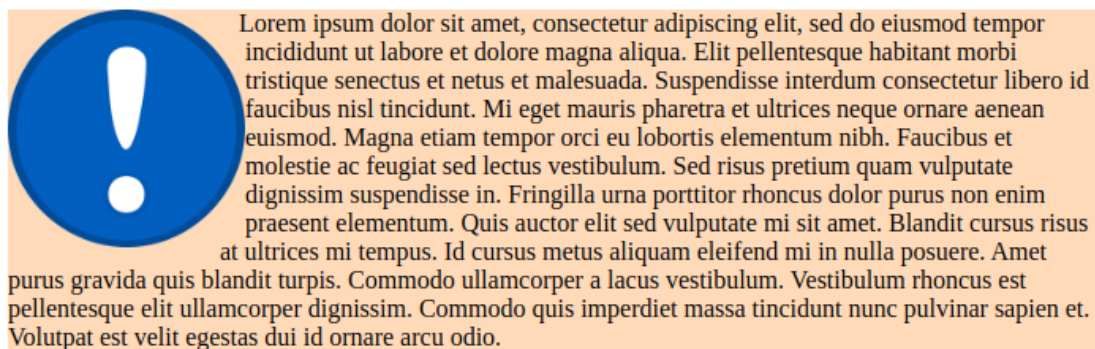 Lorem ipsum dolor sit amet, consectetur adipiscing elit, sed do eiusmod tempor
incididunt ut labore et dolore magna aliqua. Elit pellentesque habitant morbi
tristique senectus et netus et malesuada. Suspendisse interdum consectetur libero id
faucibus nisl tincidunt. Mi eget mauris pharetra et ultrices neque ornare aenean
euismod. Magna etiam tempor orci eu lobortis elementum nibh. Faucibus et
molestie ac feugiat sed lectus vestibulum. Sed risus pretium quam vulputate
dignissim suspendisse in. Fringilla urna porttitor rhoncus dolor purus non enim
praesent elementum. Quis auctor elit sed vulputate mi sit amet. Blandit cursus risus
at ultrices mi tempus. Id cursus metus aliquam eleifend mi in nulla posuere. Amet
purus gravida quis blandit turpis. Commodo ullamcorper a lacus vestibulum. Vestibulum rhoncus est
pellentesque elit ullamcorper dignissim. Commodo quis imperdiet massa tincidunt nunc pulvinar sapien et.
Volutpat est velit egestas dui id ornare arcu odio.